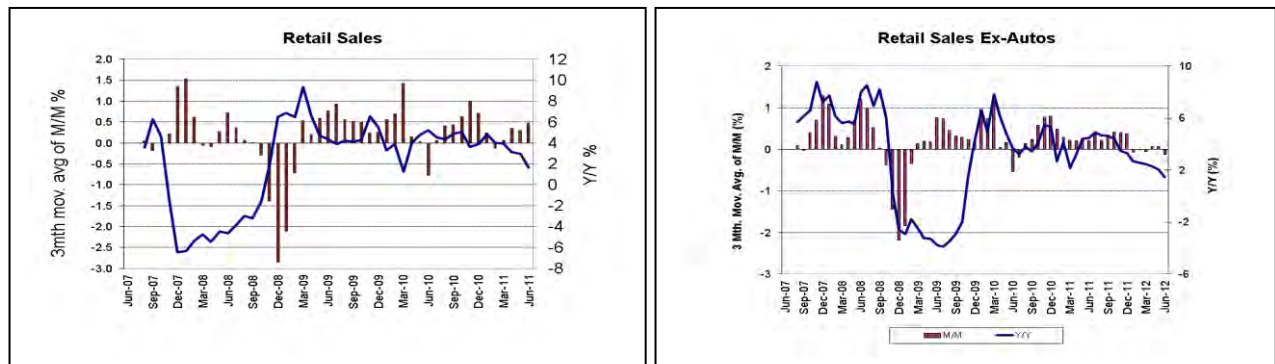 Retail Sales
3mth mov. avg of M/M %
2.0
1.5
1.0
0.5
0.0
-0.5
-1.0
-1.5
-2.0
-2.5
-3.0
12
10
8
6
4
2
0
-2
-4
-6
-8
Y/Y %
Jun-07
Sep-07
Dec-07
Mar-08
Jun-08
Sep-08
Dec-08
Mar-09
Jun-09
Sep-09
Dec-09
Mar-10
Jun-10
Sep-10
Dec-10
Mar-11
Jun-11
Retail Sales Ex-Autos
3 Mth. Mov. Avg. of M/M (%)
2
1
0
-1
-2
-3
10
6
2
-2
-6
Y/Y (%)
Jun-07
Sep-07
Dec-07
Mar-08
Jun-08
Sep-08
Dec-08
Mar-09
Jun-09
Sep-09
Dec-09
Mar-10
Jun-10
Sep-10
Dec-10
Mar-11
Jun-11
Sep-11
Dec-11
Mar-12
Jun-12
M/M
Y/Y